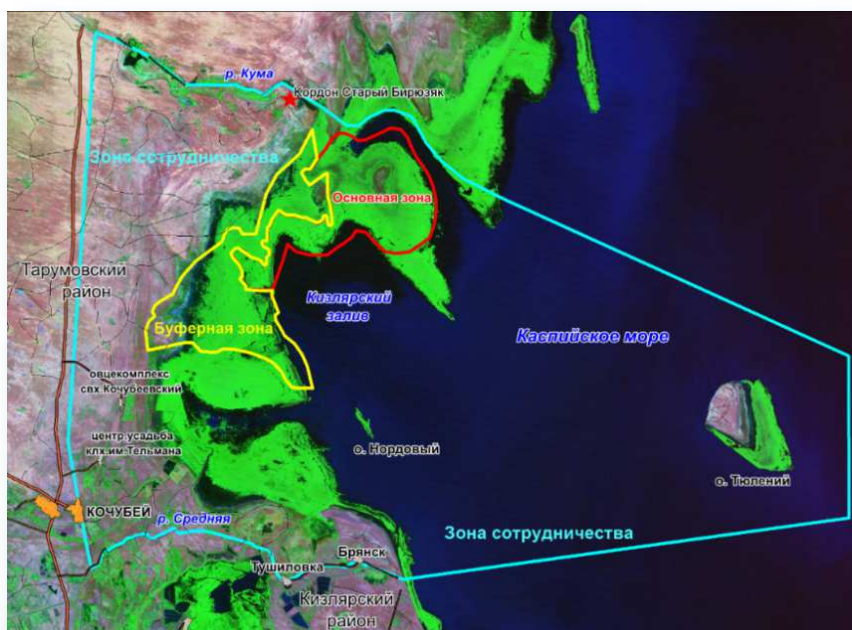 р. Кума
Кордон Старый Бирюзяк
Зона сотрудничества
Основная зона
Тарумовский
район
Кизлярский
залив
Буферная зона
Каспийское море
овцекомплекс
свх.Кочубеевский
центр.усадьба
клх.им.Тельмана
о. Нордовый
о. Тюлений
КОЧУБЕЙ
р. Средняя
Зона сотрудничества
Брянск
Тушиловка
Кизлярский
район